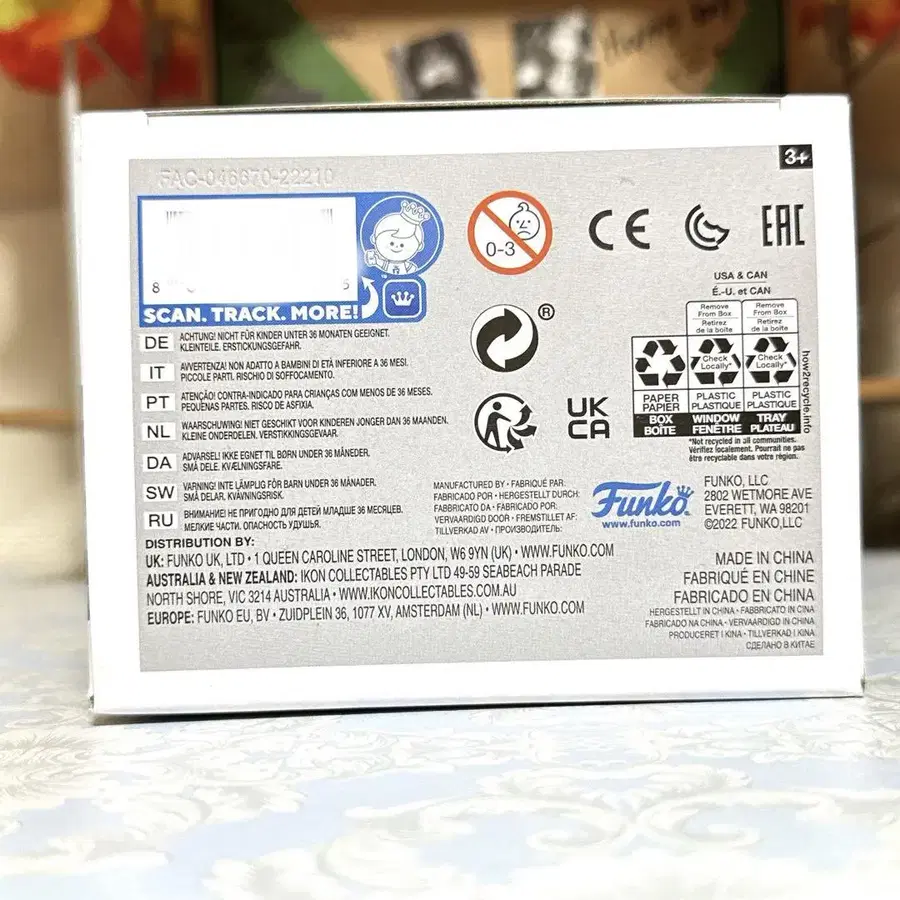 3+
FAC-046670-22210
8 6
SCAN. TRACK. MORE!
™
0-3
CE
EAC
USA & CAN
É.-U. et CAN
Remove
From Box
Retirez
de la boîte
Remove
From Box
Retirez
de la boîte
Check
Locally*
Check
Locally*
PAPER
PAPIER
PLASTIC
PLASTIQUE
PLASTIC
PLASTIQUE
BOX
BOÎTE
WINDOW
FENÊTRE
TRAY
PLATEAU
how2recycle.info
*Not recycled in all communities.
Vérifiez localement. Pourrait ne pas
être recyclable dans votre région.
®
UK
CA
DE ACHTUNG! NICHT FÜR KINDER UNTER 36 MONATEN GEEIGNET.
KLEINTEILE. ERSTICKUNGSGEFAHR.
IT AVVERTENZA! NON ADATTO A BAMBINI DI ETÀ INFERIORE A 36 MESI.
PICCOLE PARTI. RISCHIO DI SOFFOCAMENTO.
PT ATENÇÃO! CONTRA-INDICADO PARA CRIANÇAS COM MENOS DE 36 MESES.
PEQUENAS PARTES. RISCO DE ASFIXIA.
NL WAARSCHUWING! NIET GESCHIKT VOOR KINDEREN JONGER DAN 36 MAANDEN.
KLEINE ONDERDELEN. VERSTIKKINGSGEVAAR.
DA ADVARSEL! IKKE EGNET TIL BØRN UNDER 36 MÅNEDER.
SMÅ DELE. KVÆLNINGSFARE.
SW VARNING! INTE LÄMPLIG FÖR BARN UNDER 36 MÅNADER.
SMÅ DELAR. KVÄVNINGSRISK.
RU ВНИМАНИЕ! НЕ ПРИГОДНО ДЛЯ ДЕТЕЙ МЛАДШЕ 36 МЕСЯЦЕВ.
МЕЛКИЕ ЧАСТИ. ОПАСНОСТЬ УДУШЬЯ.
MANUFACTURED BY • FABRIQUÉ PAR:
FABRICADO POR • HERGESTELLT DURCH:
FABBRICATO DA • FABRICADO POR:
VERVAARDIGD DOOR • FREMSTILLET AF:
TILLVERKAD AV • ПРОИЗВОДИТЕЛЬ:
Funko
www.funko.com
FUNKO, LLC
2802 WETMORE AVE
EVERETT, WA 98201
©2022 FUNKO,LLC
DISTRIBUTION BY:
UK: FUNKO UK, LTD • 1 QUEEN CAROLINE STREET, LONDON, W6 9YN (UK) • WWW.FUNKO.COM
AUSTRALIA & NEW ZEALAND: IKON COLLECTABLES PTY LTD 49-59 SEABEACH PARADE
NORTH SHORE, VIC 3214 AUSTRALIA • WWW.IKONCOLLECTABLES.COM.AU
EUROPE: FUNKO EU, BV • ZUIDPLEIN 36, 1077 XV, AMSTERDAM (NL) • WWW.FUNKO.COM
MADE IN CHINA
FABRIQUÉ EN CHINE
FABRICADO EN CHINA
HERGESTELLT IN CHINA • FABBRICATO IN CINA
FABRICADO NA CHINA • VERVAARDIGD IN CHINA
PRODUCERET I KINA • TILLVERKAD I KINA
СДЕЛАНО В КИТАЕ